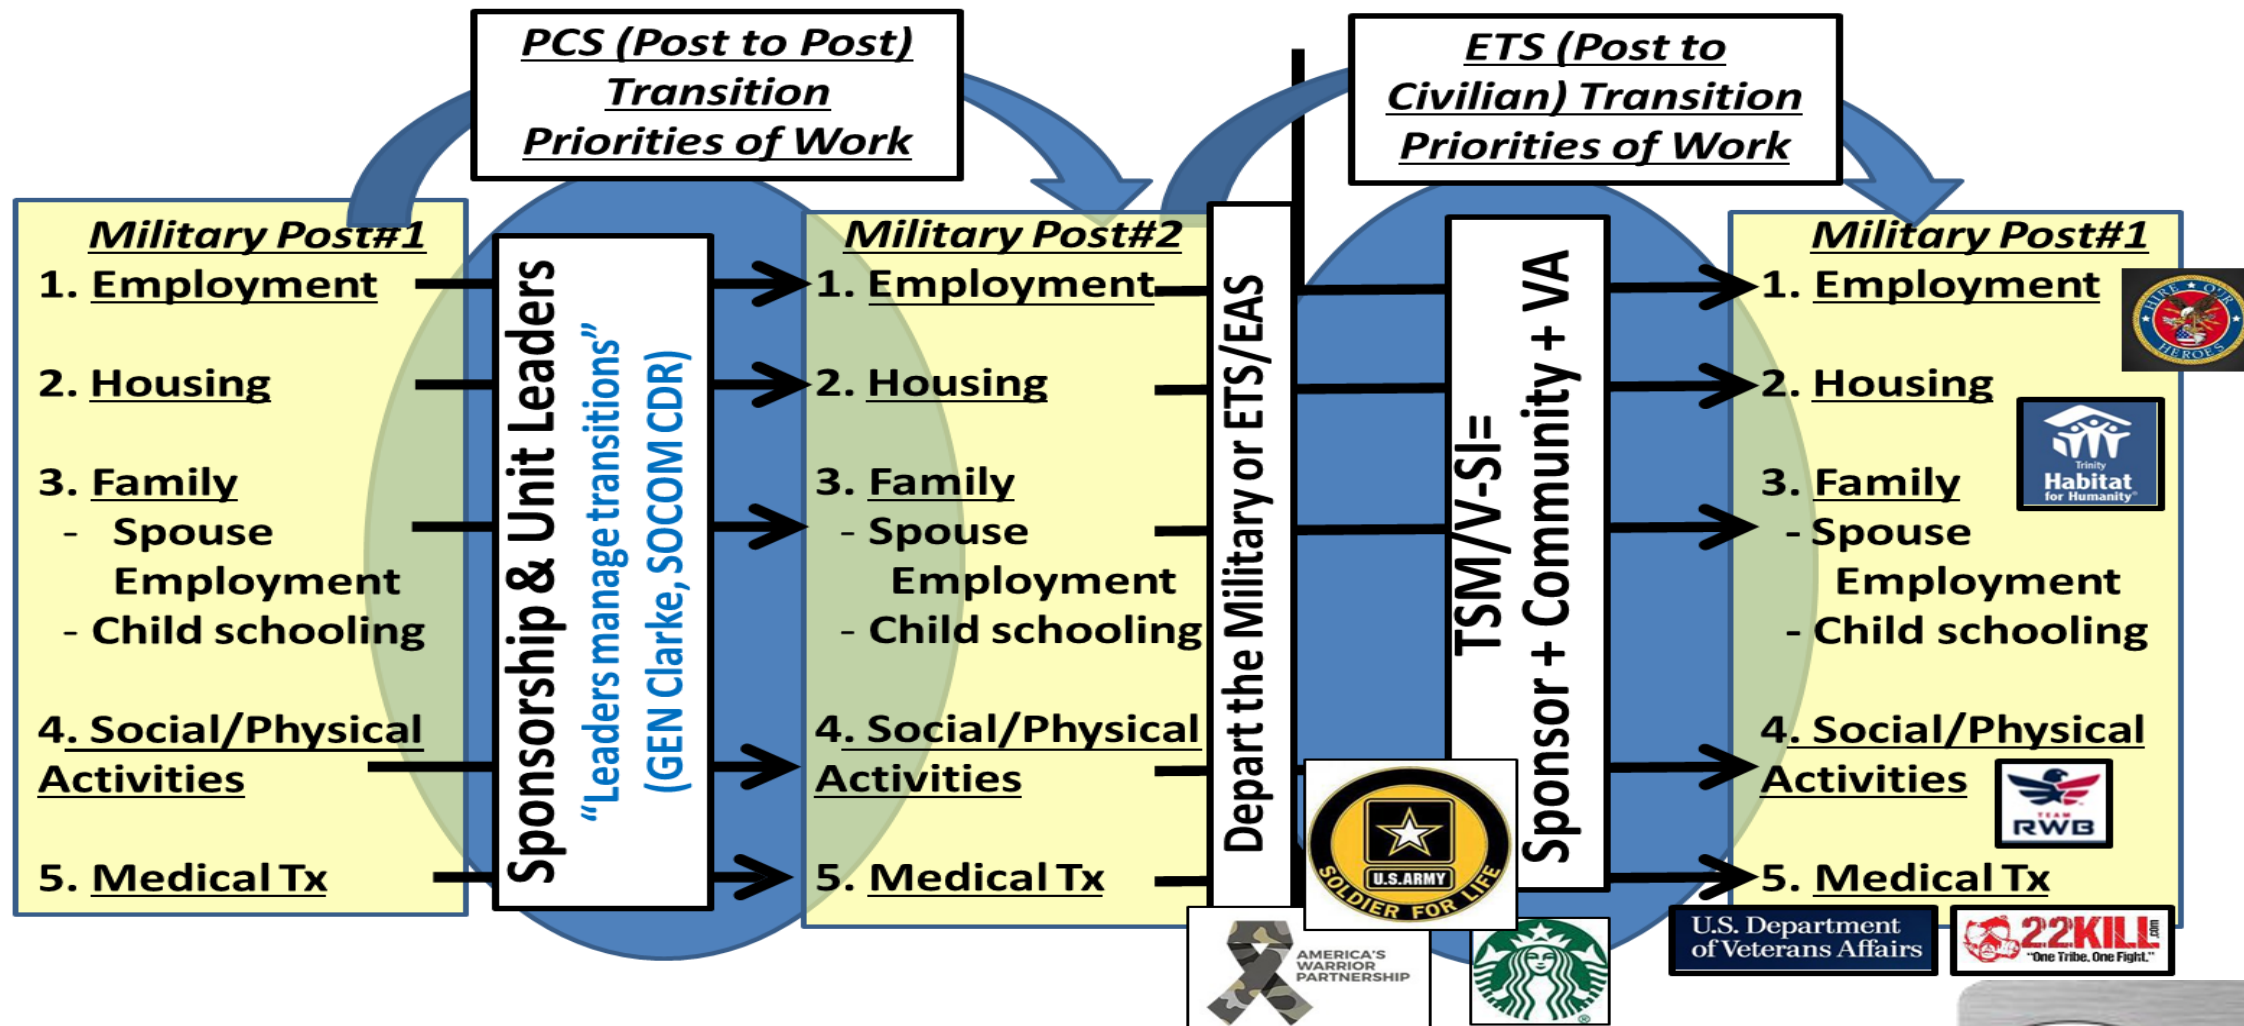 PCS (Post to Post)
Transition
Priorities of Work
ETS (Post to
Civilian) Transition
Priorities of Work
Military Post#1
1. Employment
2. Housing
3. Family
- Spouse
Employment
- Child schooling
4. Social/Physical
Activities
5. Medical Tx
Sponsorship & Unit Leaders
“Leaders manage transitions”
(GEN Clarke, SOCOM CDR)
Military Post#2
1. Employment
2. Housing
3. Family
- Spouse
Employment
- Child schooling
4. Social/Physical
Activities
5. Medical Tx
Depart the Military or ETS/EAS
TSM/V-SI=
Sponsor + Community + VA
Military Post#1
1. Employment
2. Housing
3. Family
- Spouse
Employment
- Child schooling
4. Social/Physical
Activities
5. Medical Tx
HIRE OUR
HEROES
Trinity
Habitat
for Humanity®
TEAM
RWB
U.S.ARMY
SOLDIER FOR LIFE
AMERICA'S
WARRIOR
PARTNERSHIP
U.S. Department
of Veterans Affairs
22KILL.com
"One Tribe. One Fight."